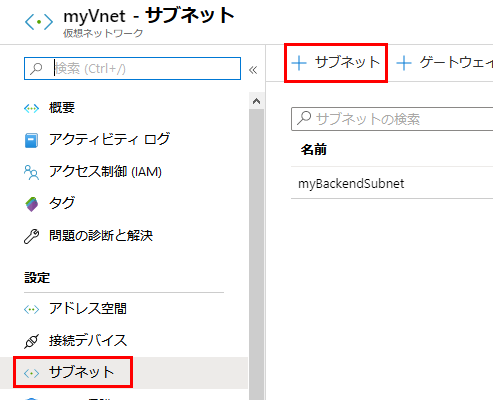 myVnet - サブネット
仮想ネットワーク
検索 (Ctrl+/)
«
概要
アクティビティ ログ
アクセス制御 (IAM)
タグ
問題の診断と解決
設定
アドレス空間
接続デバイス
サブネット
+ サブネット
+ ゲートウェイ
サブネットの検索
名前
myBackendSubnet